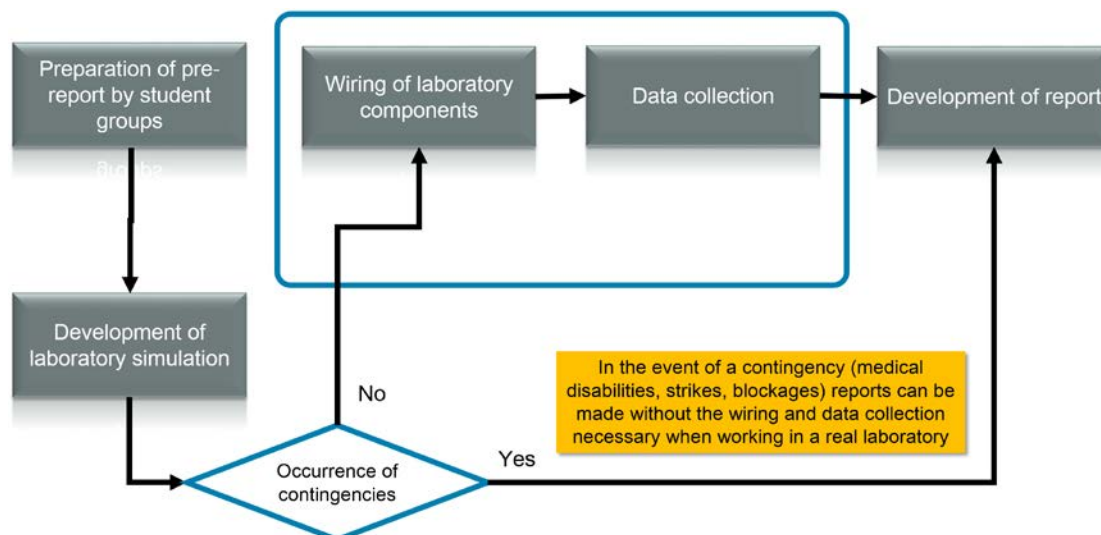 Preparation of pre-
report by student
groups
Wiring of laboratory
components
Data collection
Development of report
Development of
laboratory simulation
No
In the event of a contingency (medical
disabilities, strikes, blockages) reports can be
made without the wiring and data collection
necessary when working in a real laboratory
Yes
Occurrence of
contingencies